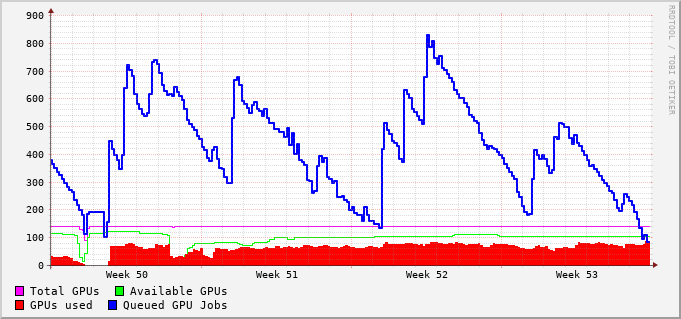 900
800
700
600
500
400
300
200
100
0
Week 50 Week 51 Week 52 Week 53
Total GPUs Available GPUs
GPUs used Queued GPU Jobs
RRDTOOL / TOBI OETIKER